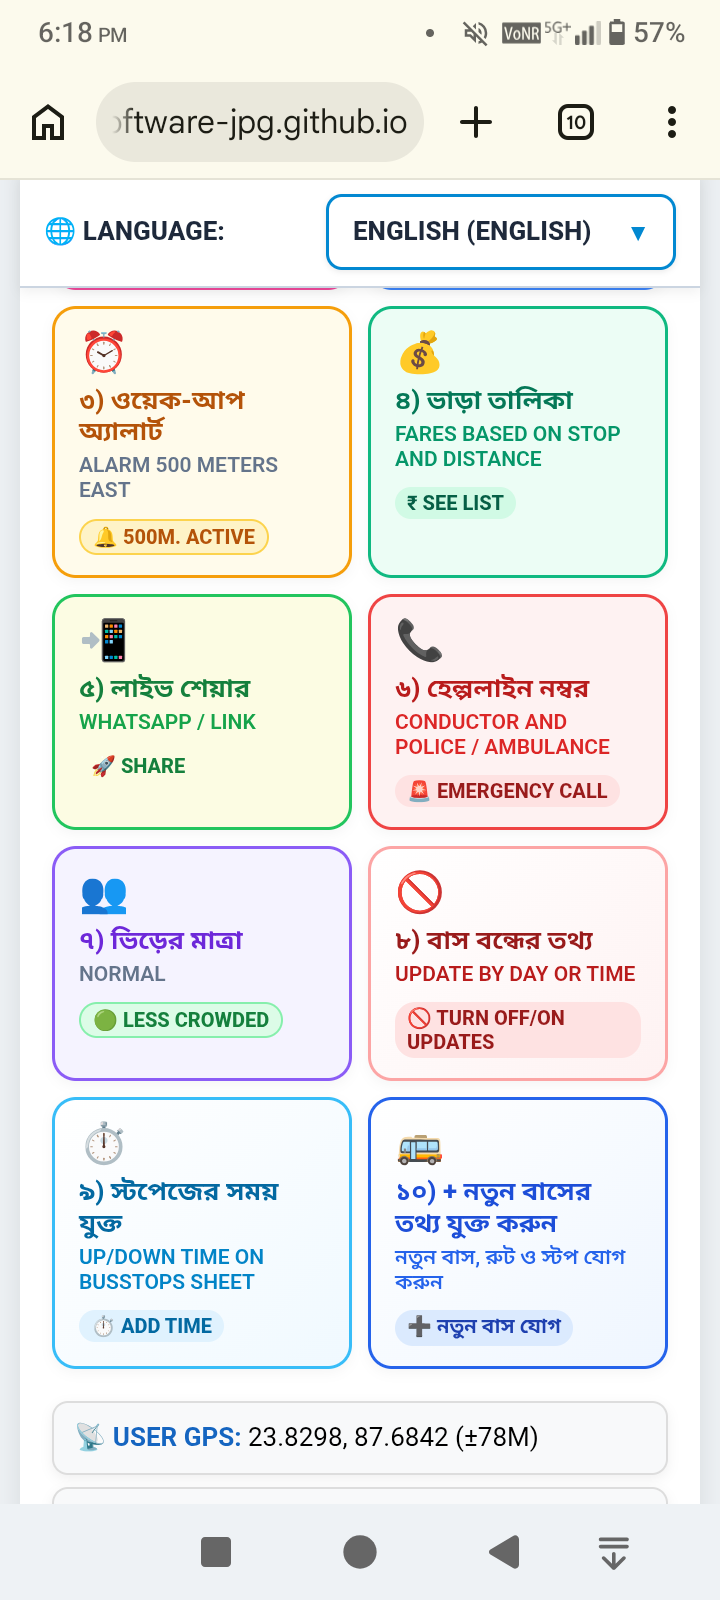 6:18 PM
VoNR 5G+ 57%
oftware-jpg.github.io
10
LANGUAGE:
ENGLISH (ENGLISH) ▼
৩) ওয়েক-আপ
অ্যালার্ট
ALARM 500 METERS
EAST
500M. ACTIVE
৪) ভাড়া তালিকা
FARES BASED ON STOP
AND DISTANCE
₹ SEE LIST
৫) লাইভ শেয়ার
WHATSAPP / LINK
SHARE
৬) হেল্পলাইন নম্বর
CONDUCTOR AND
POLICE / AMBULANCE
EMERGENCY CALL
৭) ভিড়ের মাত্রা
NORMAL
LESS CROWDED
৮) বাস বন্ধের তথ্য
UPDATE BY DAY OR TIME
TURN OFF/ON
UPDATES
৯) স্টপেজের সময়
যুক্ত
UP/DOWN TIME ON
BUSSTOPS SHEET
ADD TIME
১০) + নতুন বাসের
তথ্য যুক্ত করুন
নতুন বাস, রুট ও স্টপ যোগ
করুন
নতুন বাস যোগ
USER GPS: 23.8298, 87.6842 (±78M)